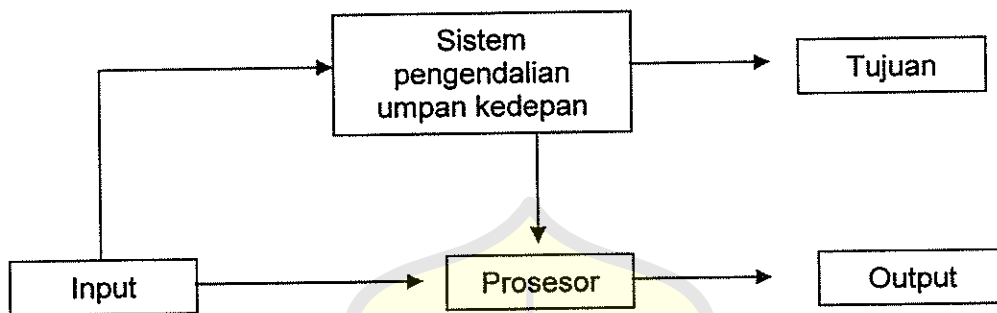 Sistem
pengendalian
umpan kedepan
Tujuan
Input
Prosesor
Output